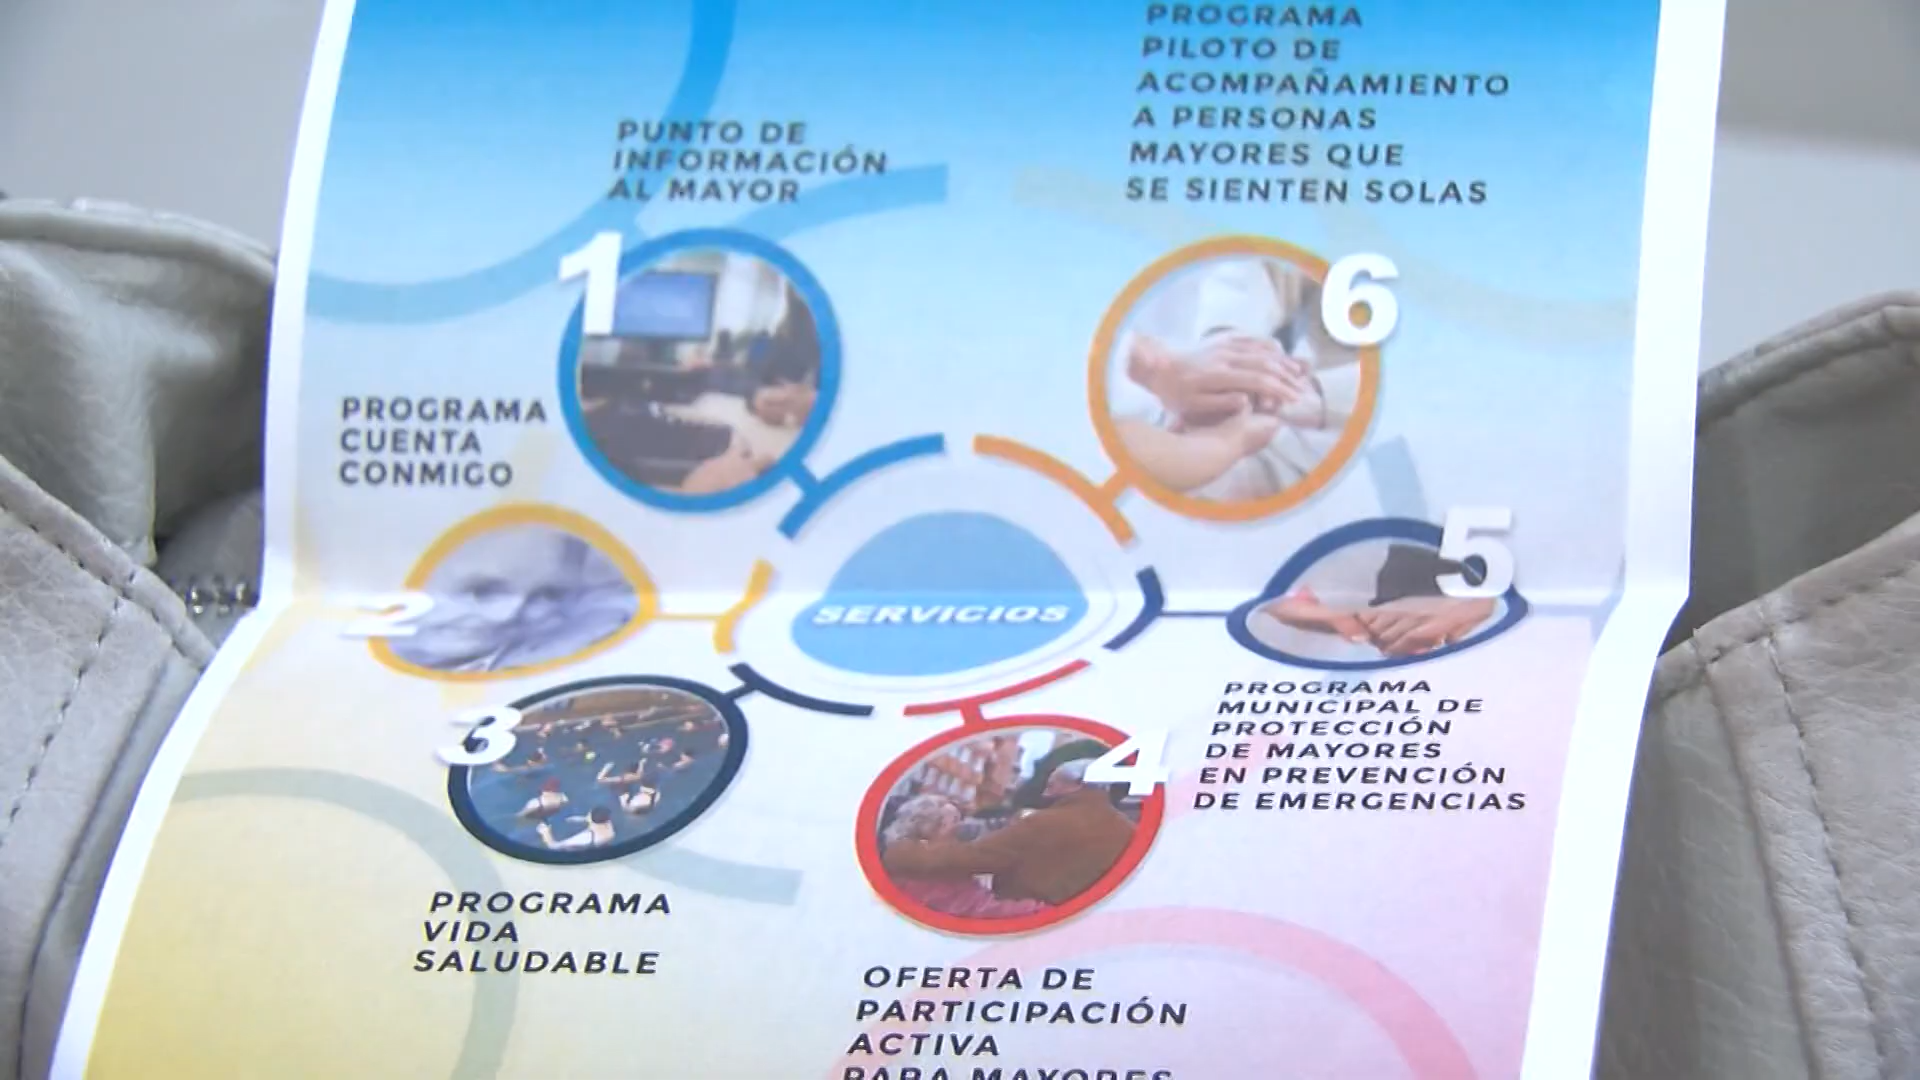 PUNTO DE
INFORMACIÓN
AL MAYOR
1
PROGRAMA
CUENTA
CONMIGO
2
3
PROGRAMA
VIDA
SALUDABLE
SERVICIOS
4
OFERTA DE
PARTICIPACIÓN
ACTIVA
PARA MAYORES
5
PROGRAMA
MUNICIPAL DE
PROTECCIÓN
DE MAYORES
EN PREVENCIÓN
DE EMERGENCIAS
PROGRAMA
PILOTO DE
ACOMPAÑAMIENTO
A PERSONAS
MAYORES QUE
SE SIENTEN SOLAS
6